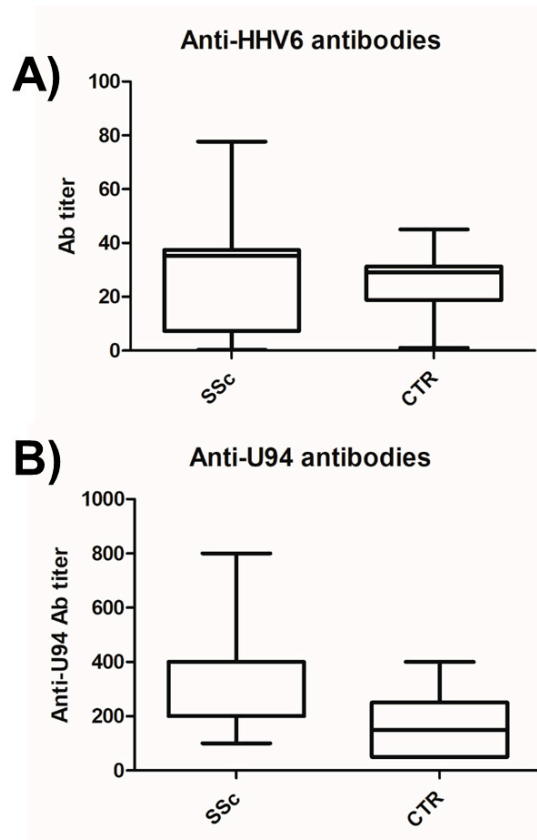 Anti-HHV6 antibodies
A)
100
80
60
40
20
0
Ab titer
SSc
CTR
Anti-U94 antibodies
B)
1000
800
600
400
200
0
Anti-U94 Ab titer
SSc
CTR